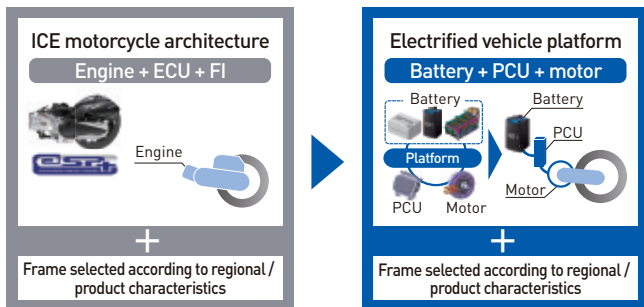 ICE motorcycle architecture
Engine + ECU + FI
Engine
+
Frame selected according to regional /
product characteristics
Electrified vehicle platform
Battery + PCU + motor
Battery
Platform
PCU
Motor
Battery
PCU
Motor
+
Frame selected according to regional /
product characteristics